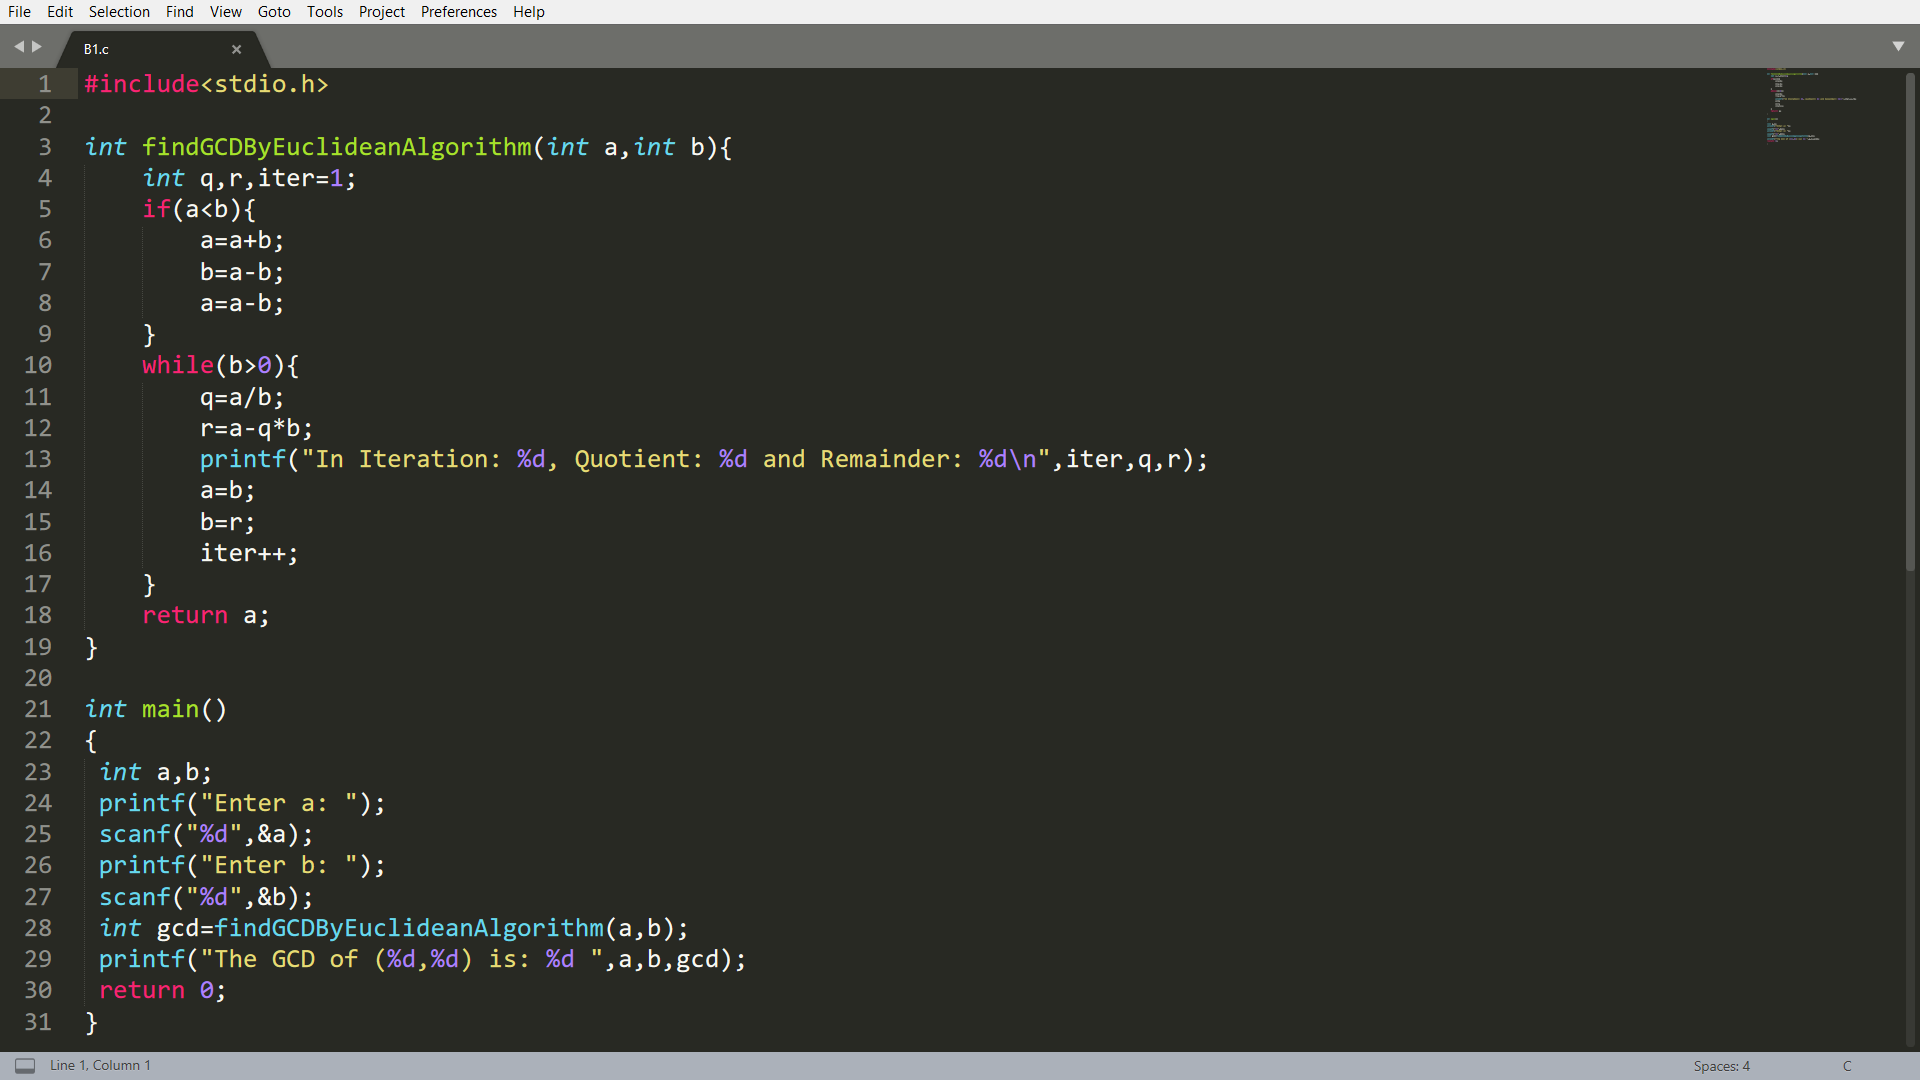 File Edit Selection Find View Goto Tools Project Preferences Help
B1.c
1 #include<stdio.h>
2
3 int findGCDByEuclideanAlgorithm(int a,int b){
4     int q,r,iter=1;
5     if(a<b){
6         a=a+b;
7         b=a-b;
8         a=a-b;
9     }
10     while(b>0){
11         q=a/b;
12         r=a-q*b;
13         printf("In Iteration: %d, Quotient: %d and Remainder: %d\n",iter,q,r);
14         a=b;
15         b=r;
16         iter++;
17     }
18     return a;
19 }
20
21 int main()
22 {
23  int a,b;
24  printf("Enter a: ");
25  scanf("%d",&a);
26  printf("Enter b: ");
27  scanf("%d",&b);
28  int gcd=findGCDByEuclideanAlgorithm(a,b);
29  printf("The GCD of (%d,%d) is: %d ",a,b,gcd);
30  return 0;
31 }
Line 1, Column 1 Spaces: 4 C